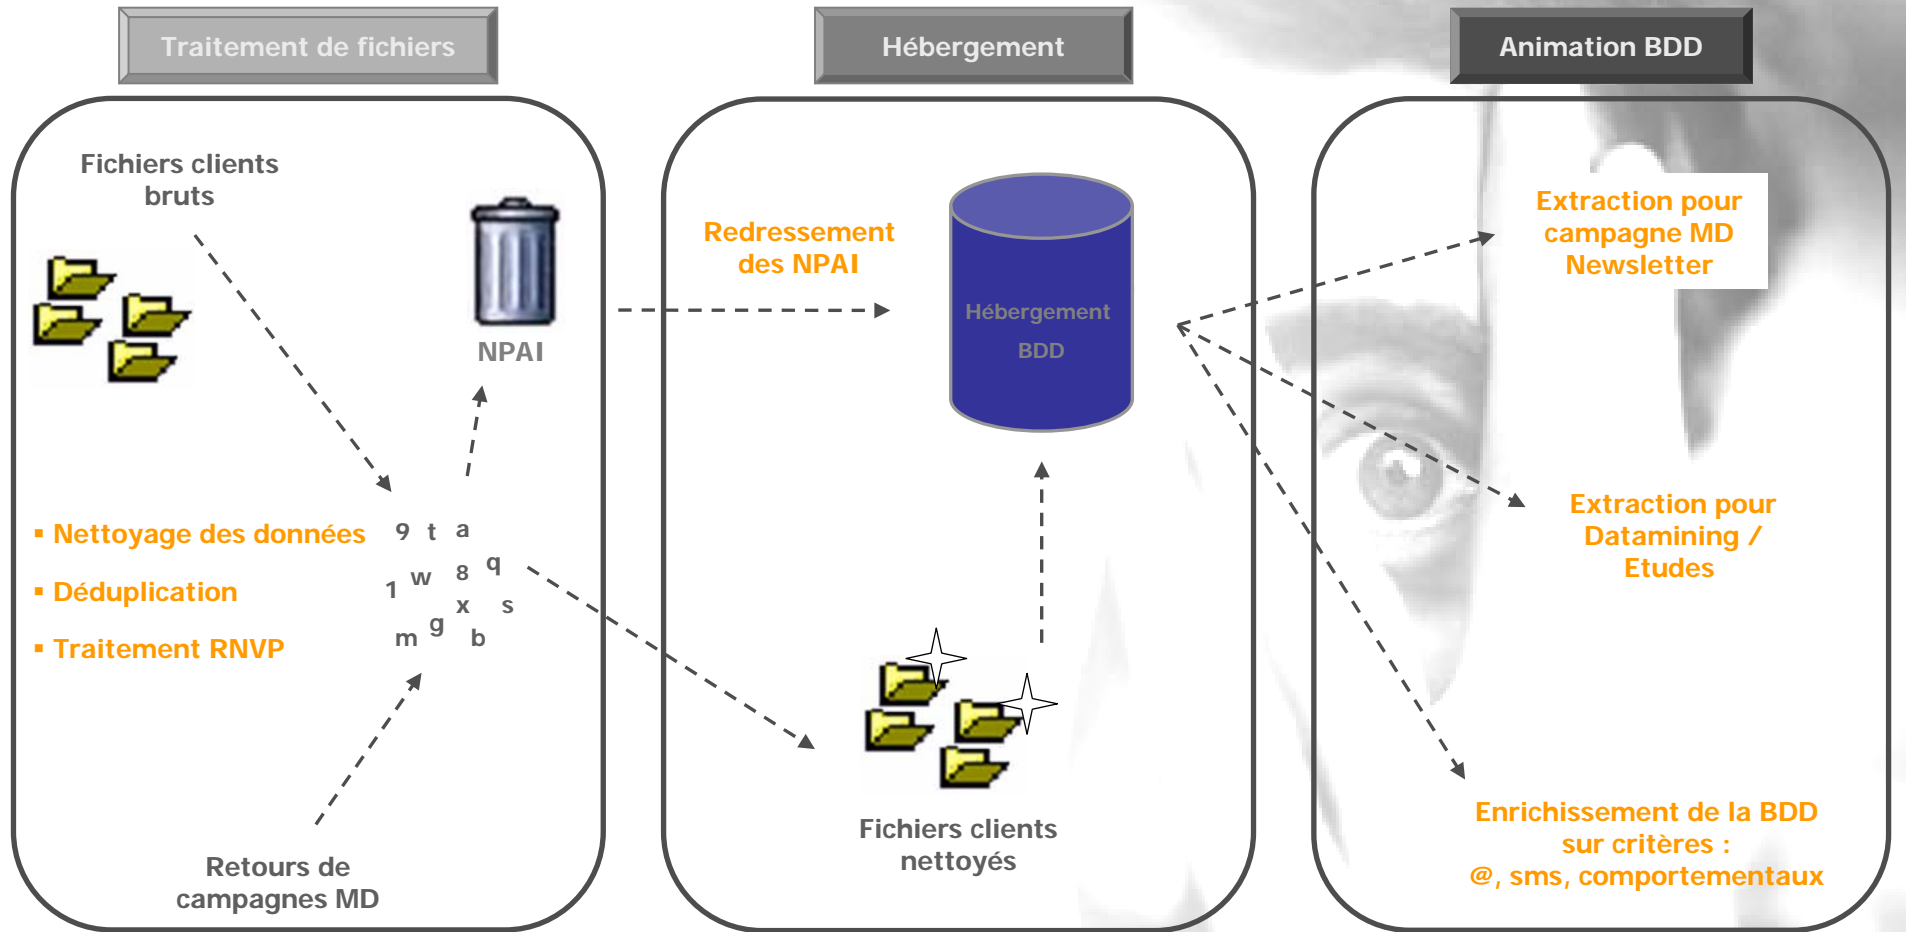 Traitement de fichiers
Hébergement
Animation BDD
Fichiers clients
bruts
NPAI
▪ Nettoyage des données
▪ Déduplication
▪ Traitement RNVP
9 t a
1 w 8 q
x s
m g b
Retours de
campagnes MD
Redressement
des NPAI
Hébergement
BDD
Fichiers clients
nettoyés
Extraction pour
campagne MD
Newsletter
Extraction pour
Datamining /
Etudes
Enrichissement de la BDD
sur critères :
@, sms, comportementaux